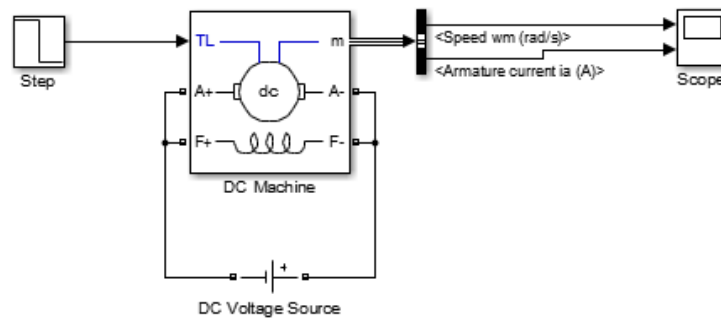 TL
m
<Speed wm (rad/s)>
Step
<Armature current ia (A)>
Scope
A+
dc
A-
F+
F-
DC Machine
+
DC Voltage Source